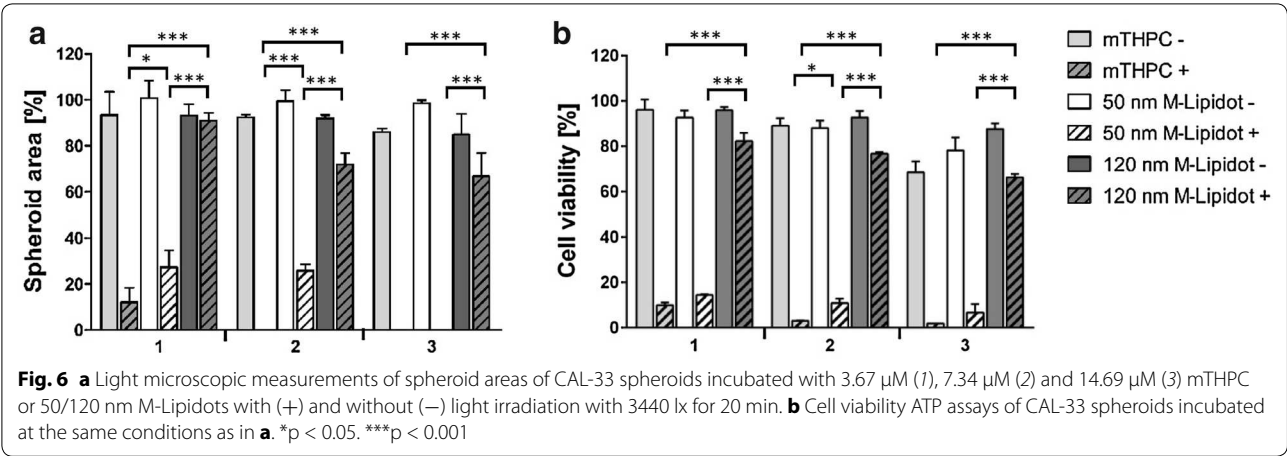 a
*** *** ***
* ***
*** ***
***
120
100
80
60
40
20
0
Spheroid area [%]
1 2 3
b
*** *** ***
*** * *** ***
120
100
80
60
40
20
0
Cell viability [%]
1 2 3
mTHPC -
mTHPC +
50 nm M-Lipidot -
50 nm M-Lipidot +
120 nm M-Lipidot -
120 nm M-Lipidot +
Fig. 6 a Light microscopic measurements of spheroid areas of CAL-33 spheroids incubated with 3.67 µM (1), 7.34 µM (2) and 14.69 µM (3) mTHPC
or 50/120 nm M-Lipidots with (+) and without (−) light irradiation with 3440 lx for 20 min. b Cell viability ATP assays of CAL-33 spheroids incubated
at the same conditions as in a. *p < 0.05. ***p < 0.001